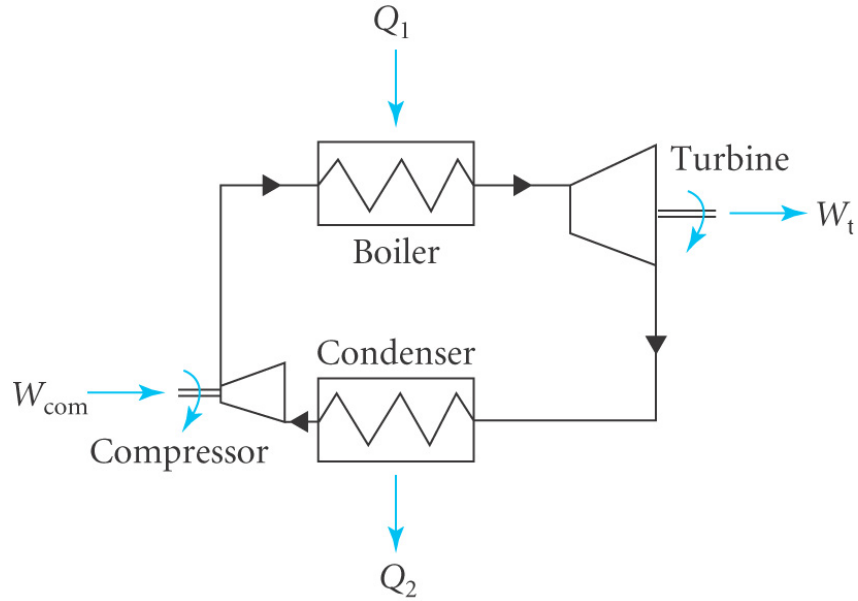 Q1
Turbine
Wt
Boiler
Condenser
Wcom
Compressor
Q2